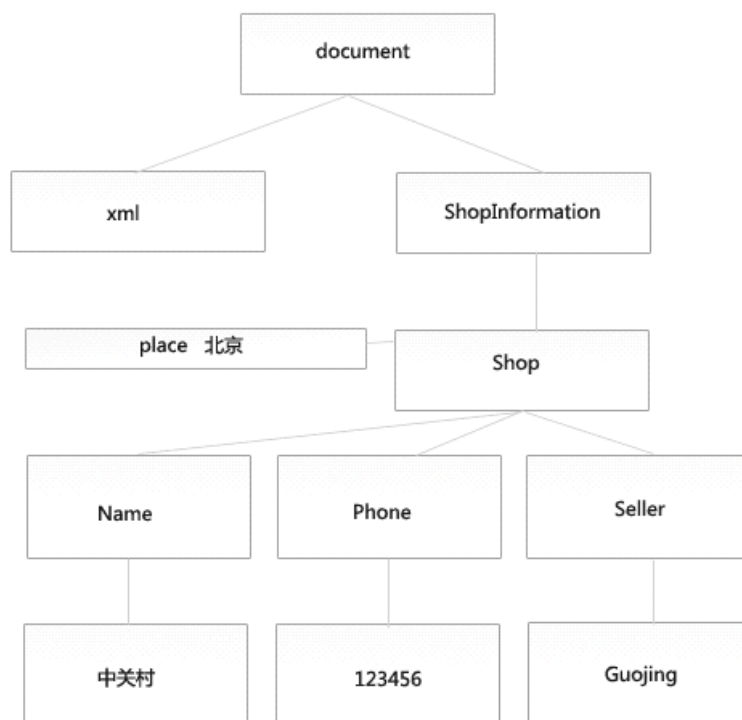 document
xml
ShopInformation
place 北京
Shop
Name
Phone
Seller
中关村
123456
Guojing